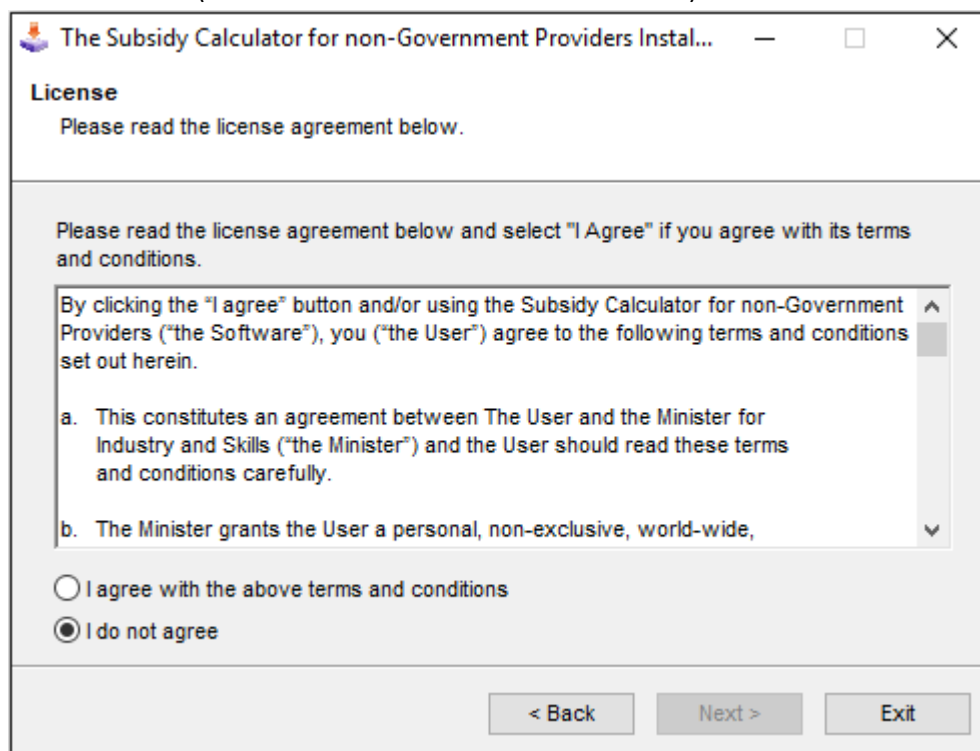 The Subsidy Calculator for non-Government Providers Instal...
License
Please read the license agreement below.
Please read the license agreement below and select "I Agree" if you agree with its terms
and conditions.
By clicking the “I agree” button and/or using the Subsidy Calculator for non-Government
Providers (“the Software”), you (“the User”) agree to the following terms and conditions
set out herein.
a. This constitutes an agreement between The User and the Minister for
Industry and Skills (“the Minister”) and the User should read these terms
and conditions carefully.
b. The Minister grants the User a personal, non-exclusive, world-wide,
I agree with the above terms and conditions
I do not agree
< Back Next > Exit